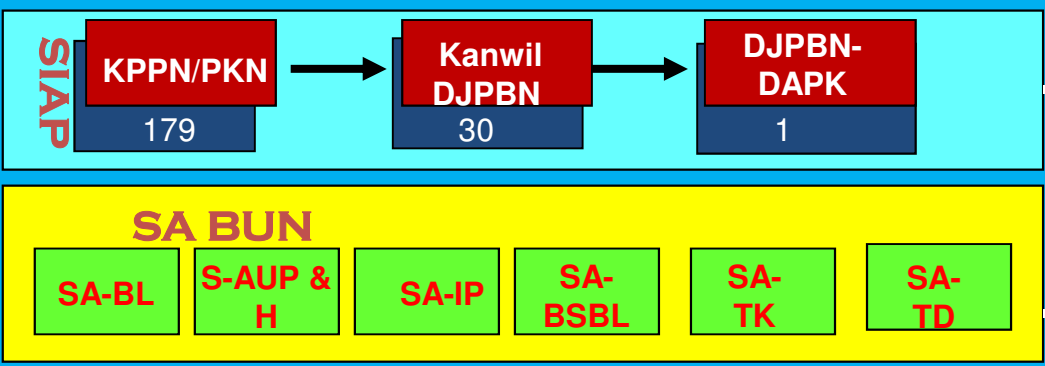 SIAP
KPPN/PKN
179
Kanwil
DJPBN
30
DJPBN-
DAPK
1
SA BUN
SA-BL
S-AUP &
H
SA-IP
SA-
BSBL
SA-
TK
SA-
TD